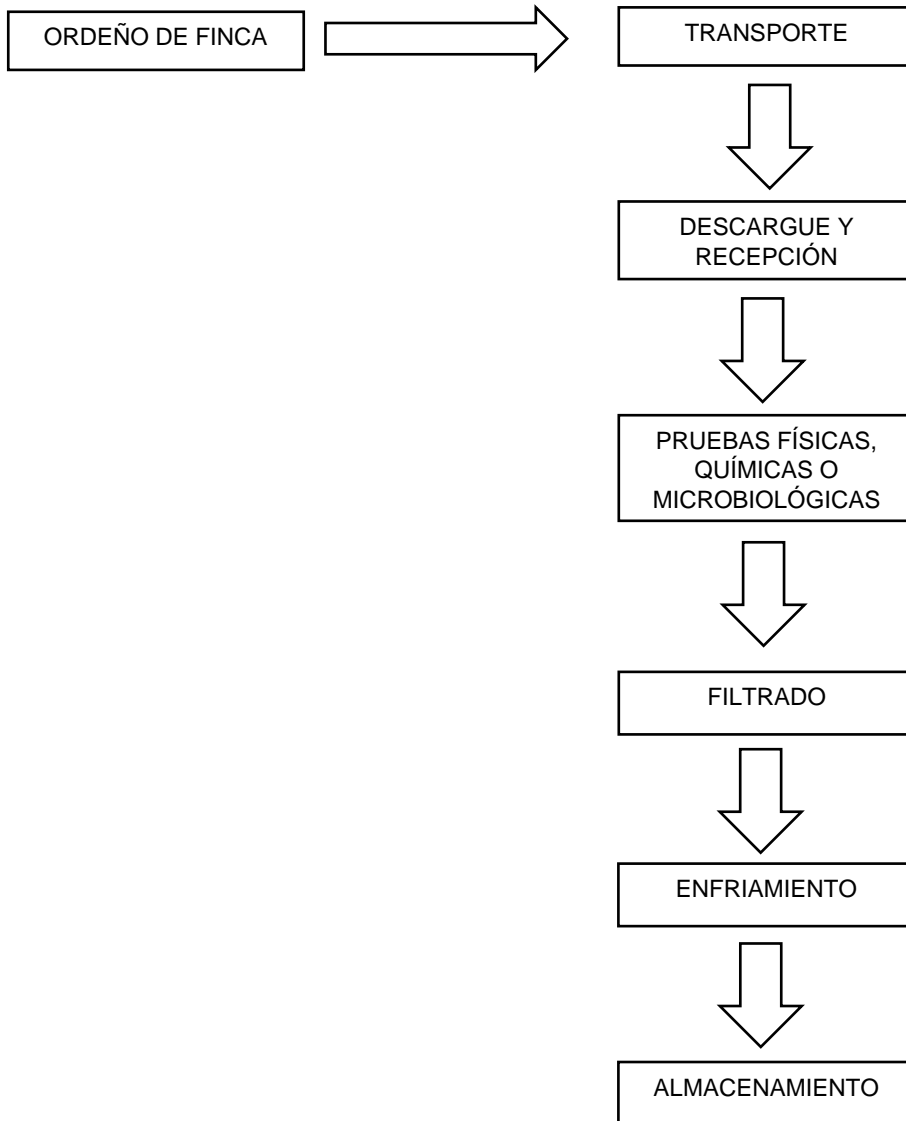 ORDEÑO DE FINCA
TRANSPORTE
DESCARGUE Y
RECEPCIÓN
PRUEBAS FÍSICAS,
QUÍMICAS O
MICROBIOLÓGICAS
FILTRADO
ENFRIAMIENTO
ALMACENAMIENTO